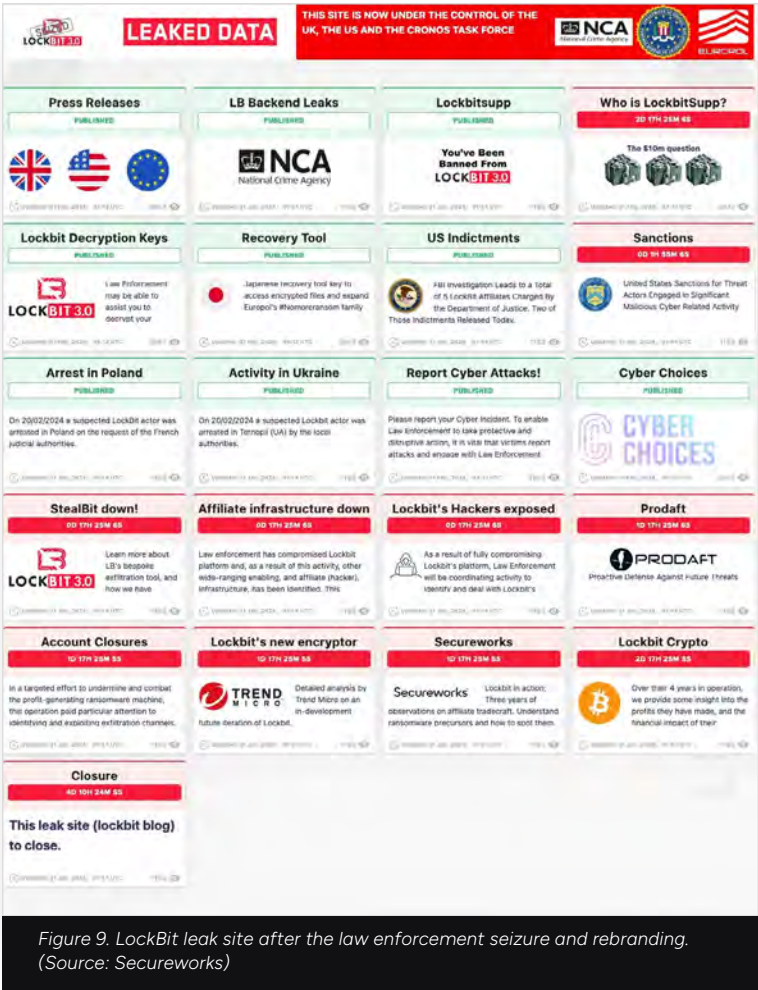 LOCKBIT 3.0
LEAKED DATA
THIS SITE IS NOW UNDER THE CONTROL OF THE
UK, THE US AND THE CRONOS TASK FORCE
NCA
National Crime Agency
EUROPOL
Press Releases
PUBLISHED
LB Backend Leaks
PUBLISHED
NCA
National Crime Agency
Lockbitsupp
PUBLISHED
You've Been
Banned From
LOCKBIT 3.0
Who is LockbitSupp?
2D 17H 25M 6S
The $10m question
Lockbit Decryption Keys
PUBLISHED
LOCKBIT 3.0
Law Enforcement
may be able to
assist you to
decrypt your
Recovery Tool
PUBLISHED
Japanese recovery tool key to
access encrypted files and expand
Europol's #Nomoreransom family
US Indictments
PUBLISHED
FBI Investigation Leads to a Total
of 5 LockBit Affiliates Charged by
the Department of Justice. Two of
Those Indictments Released Today.
Sanctions
0D 1H 55M 6S
United States Sanctions for Threat
Actors Engaged in Significant
Malicious Cyber Related Activity
Arrest in Poland
PUBLISHED
On 20/02/2024 a suspected LockBit actor was
arrested in Poland on the request of the French
judicial authorities.
Activity in Ukraine
PUBLISHED
On 20/02/2024 a suspected Lockbit actor was
arrested in Ternopil (UA) by the local
authorities.
Report Cyber Attacks!
PUBLISHED
Please report your Cyber Incident. To enable
Law Enforcement to take protective and
disruptive action, it is vital that victims report
attacks and engage with Law Enforcement
Cyber Choices
PUBLISHED
CYBER
CHOICES
StealBit down!
0D 17H 25M 6S
LOCKBIT 3.0
Learn more about
LB's bespoke
exfiltration tool, and
how we have
Affiliate infrastructure down
0D 17H 25M 6S
Law enforcement has compromised Lockbit
platform and, as a result of this activity, other
wide-ranging enabling, and affiliate (hacker),
infrastructure, has been identified. This
Lockbit's Hackers exposed
0D 17H 25M 6S
As a result of fully compromising
Lockbit's platform, Law Enforcement
will be coordinating activity to
identify and deal with Lockbit's
Prodaft
1D 17H 25M 6S
PRODAFT
Proactive Defense Against Future Threats
Account Closures
1D 17H 25M 5S
In a targeted effort to undermine and combat
the profit-generating ransomware machine,
this operation paid particular attention to
identifying and exploiting exfiltration channels.
Lockbit's new encryptor
1D 17H 25M 5S
TREND
MICRO
Detailed analysis by
Trend Micro on an
in-development
future iteration of Lockbit.
Secureworks
1D 17H 25M 5S
Secureworks
Lockbit in action:
Three years of
observations on affiliate tradecraft. Understand
ransomware precursors and how to spot them.
Lockbit Crypto
2D 17H 25M 5S
Over their 4 years in operation,
we provide some insight into the
profits they have made, and the
financial impact of their
Closure
4D 10H 24M 5S
This leak site (lockbit blog)
to close.
Figure 9. LockBit leak site after the law enforcement seizure and rebranding.
(Source: Secureworks)